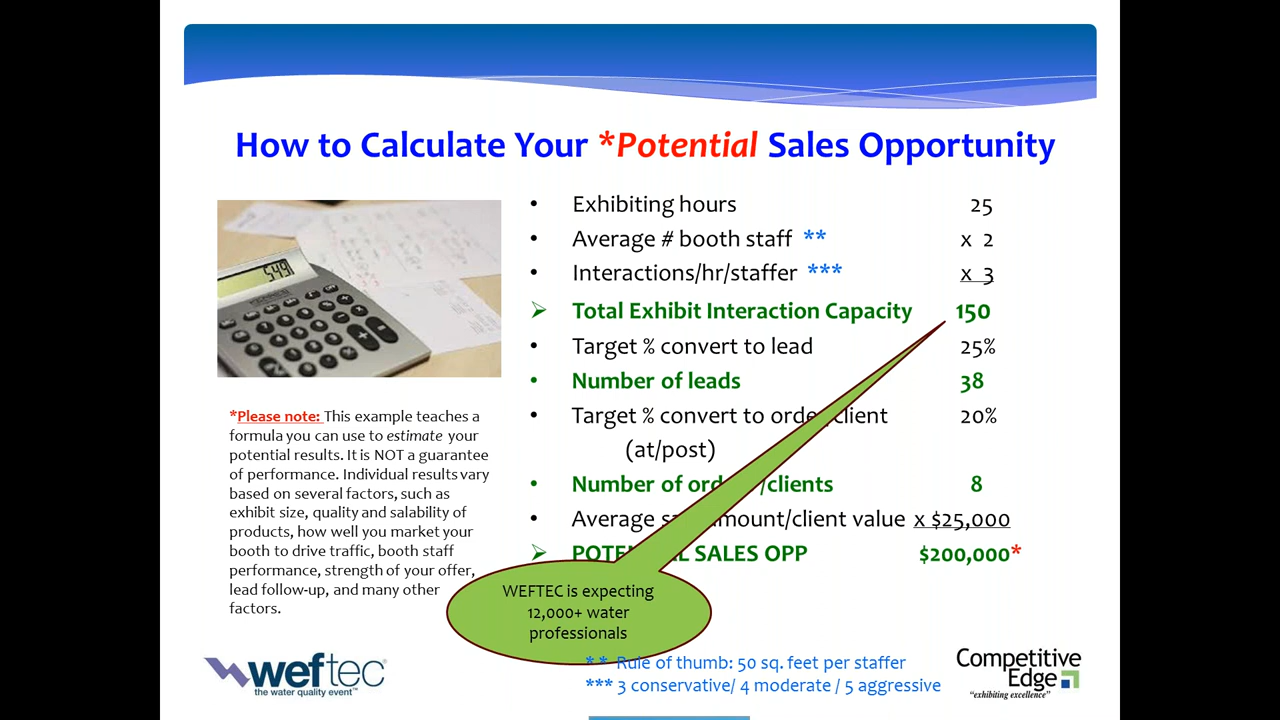 How to Calculate Your *Potential Sales Opportunity
• Exhibiting hours 25
• Average # booth staff ** x 2
• Interactions/hr/staffer *** x 3
Total Exhibit Interaction Capacity 150
• Target % convert to lead 25%
• Number of leads 38
• Target % convert to client 20%
(at/post)
• Number of /clients 8
• Average amount/client value x $25,000
SALES OPP $200,000*
549
*Please note: This example teaches a
formula you can use to estimate your
potential results. It is NOT a guarantee
of performance. Individual results vary
based on several factors, such as
exhibit size, quality and salability of
products, how well you market your
booth to drive traffic, booth staff
performance, strength of your offer,
lead follow-up, and many other
factors.
WEFTEC is expecting
12,000+ water
professionals
** Rule of thumb: 50 sq. feet per staffer
*** 3 conservative/ 4 moderate / 5 aggressive
weftec
the water quality event™
Competitive
Edge
"exhibiting excellence"